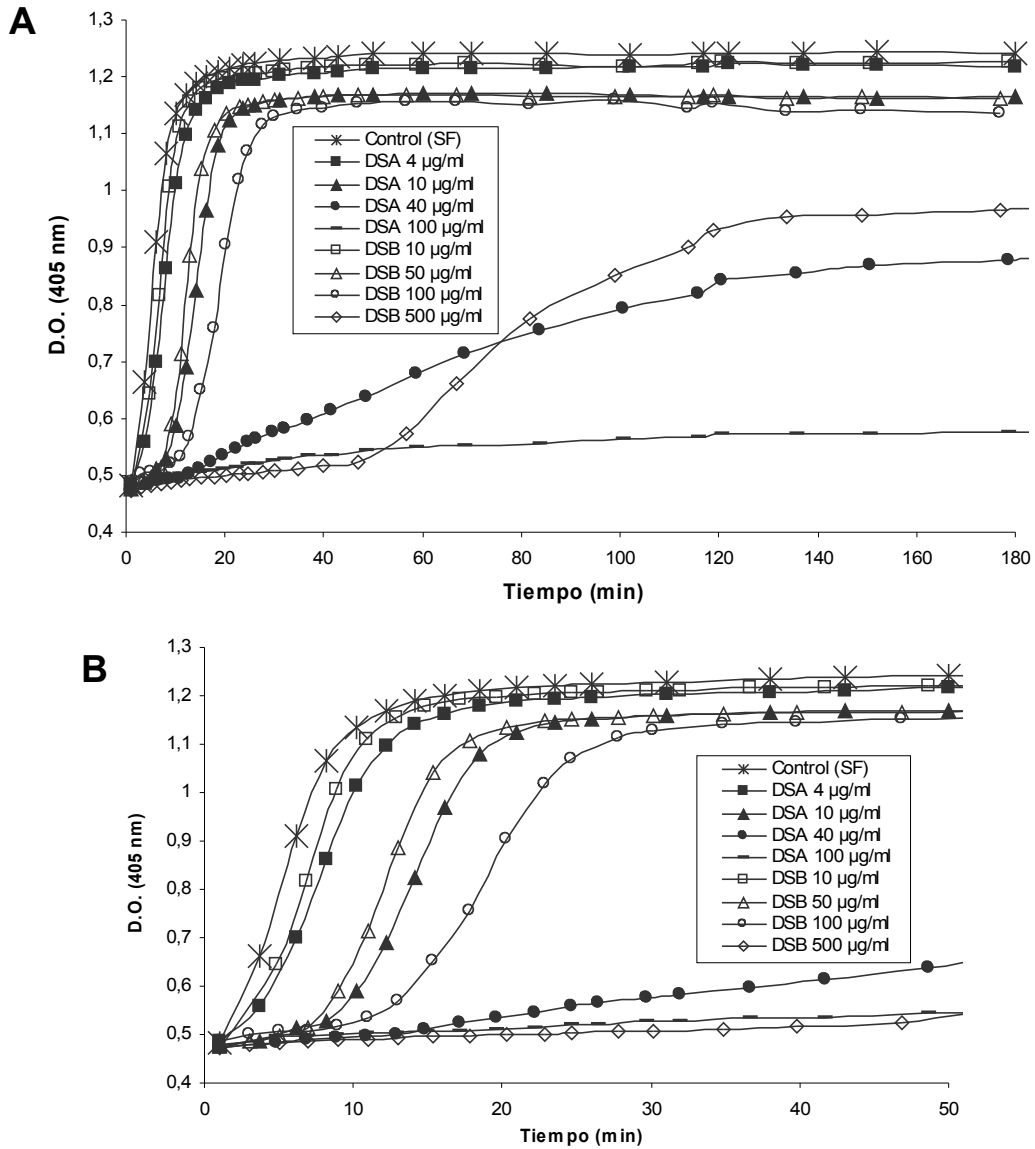 A
1,3
1,2
1,1
1
0,9
0,8
0,7
0,6
0,5
0,4
D.O. (405 nm)
Control (SF)
DSA 4 µg/ml
DSA 10 µg/ml
DSA 40 µg/ml
DSA 100 µg/ml
DSB 10 µg/ml
DSB 50 µg/ml
DSB 100 µg/ml
DSB 500 µg/ml
0 20 40 60 80 100 120 140 160 180
Tiempo (min)
B
1,3
1,2
1,1
1
0,9
0,8
0,7
0,6
0,5
0,4
D.O. (405 nm)
Control (SF)
DSA 4 µg/ml
DSA 10 µg/ml
DSA 40 µg/ml
DSA 100 µg/ml
DSB 10 µg/ml
DSB 50 µg/ml
DSB 100 µg/ml
DSB 500 µg/ml
0 10 20 30 40 50
Tiempo (min)